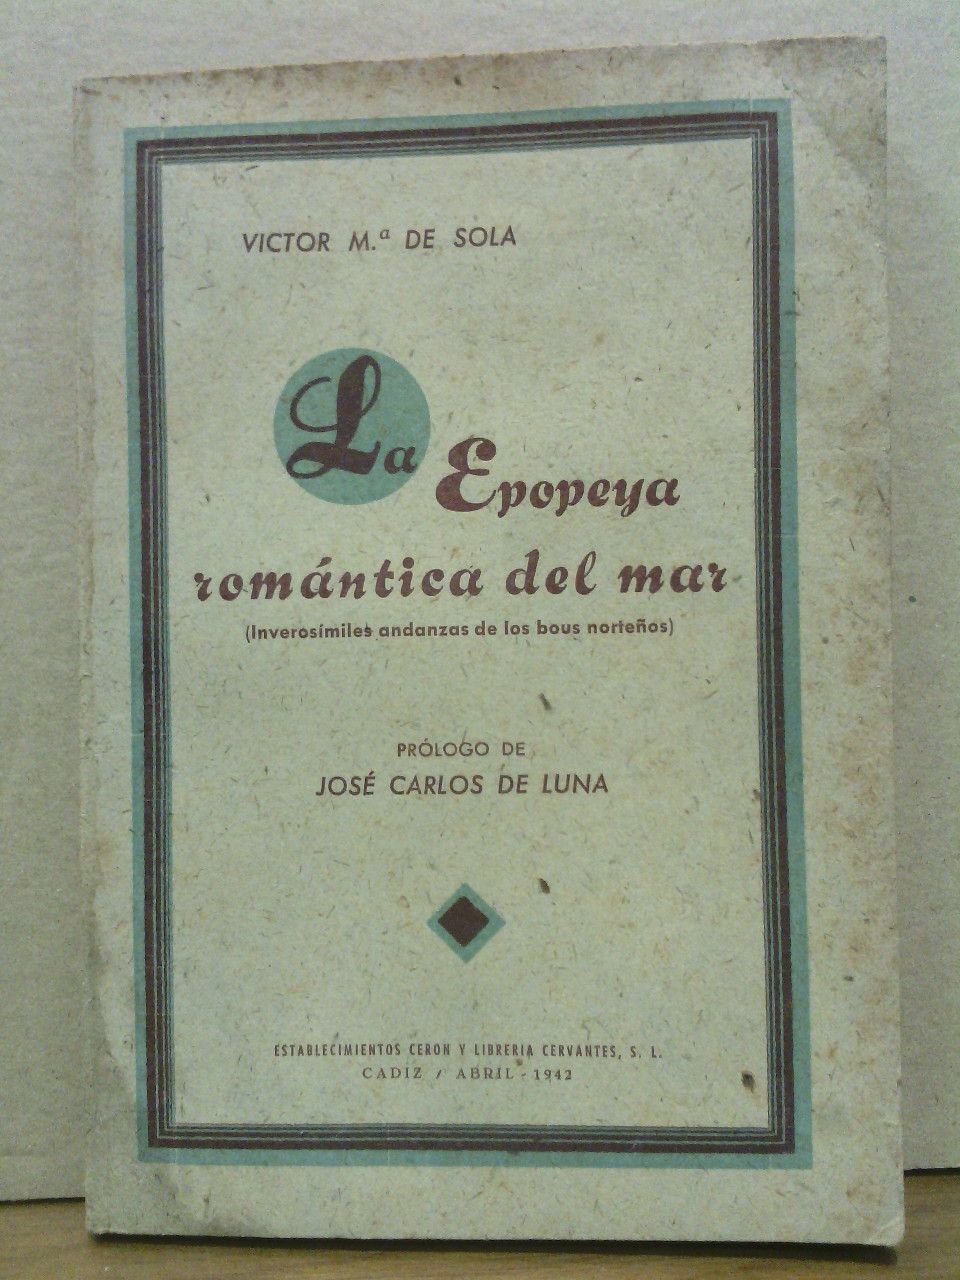 VICTOR M.ª DE SOLA
La Epopeya
romántica del mar
(Inverosímiles andanzas de los bous norteños)
PRÓLOGO DE
JOSÉ CARLOS DE LUNA
ESTABLECIMIENTOS CERON Y LIBRERIA CERVANTES, S. L.
CADIZ / ABRIL - 1942